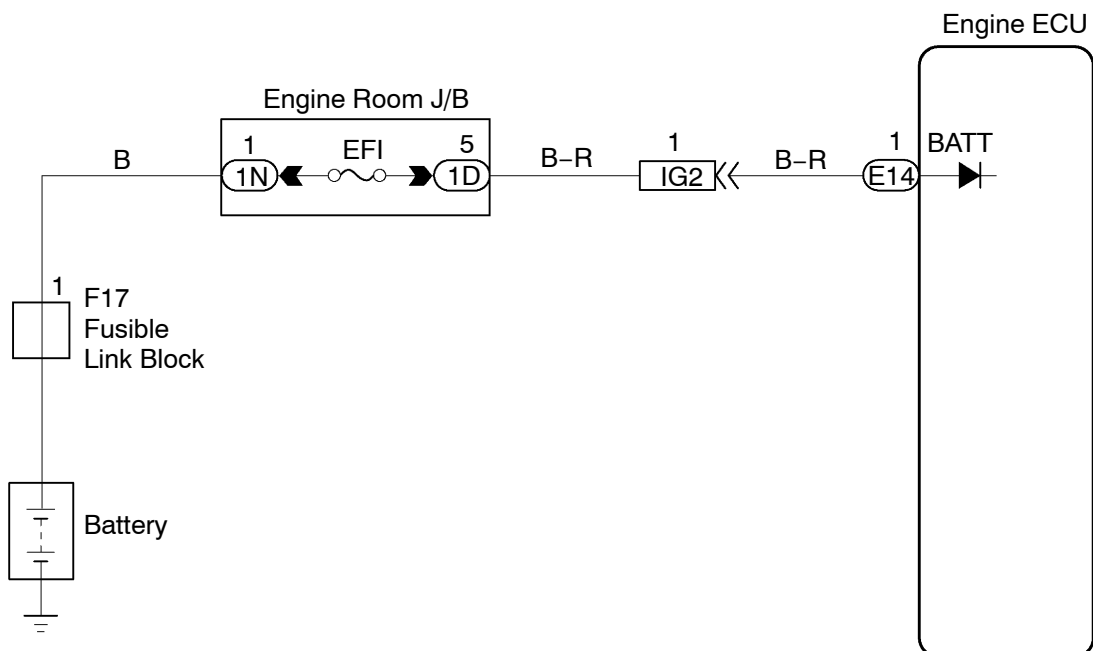 Engine ECU
Engine Room J/B
1
EFI
5
1
1
BATT
B
1N
1D
B–R
IG2
B–R
E14
1
F17
Fusible
Link Block
Battery